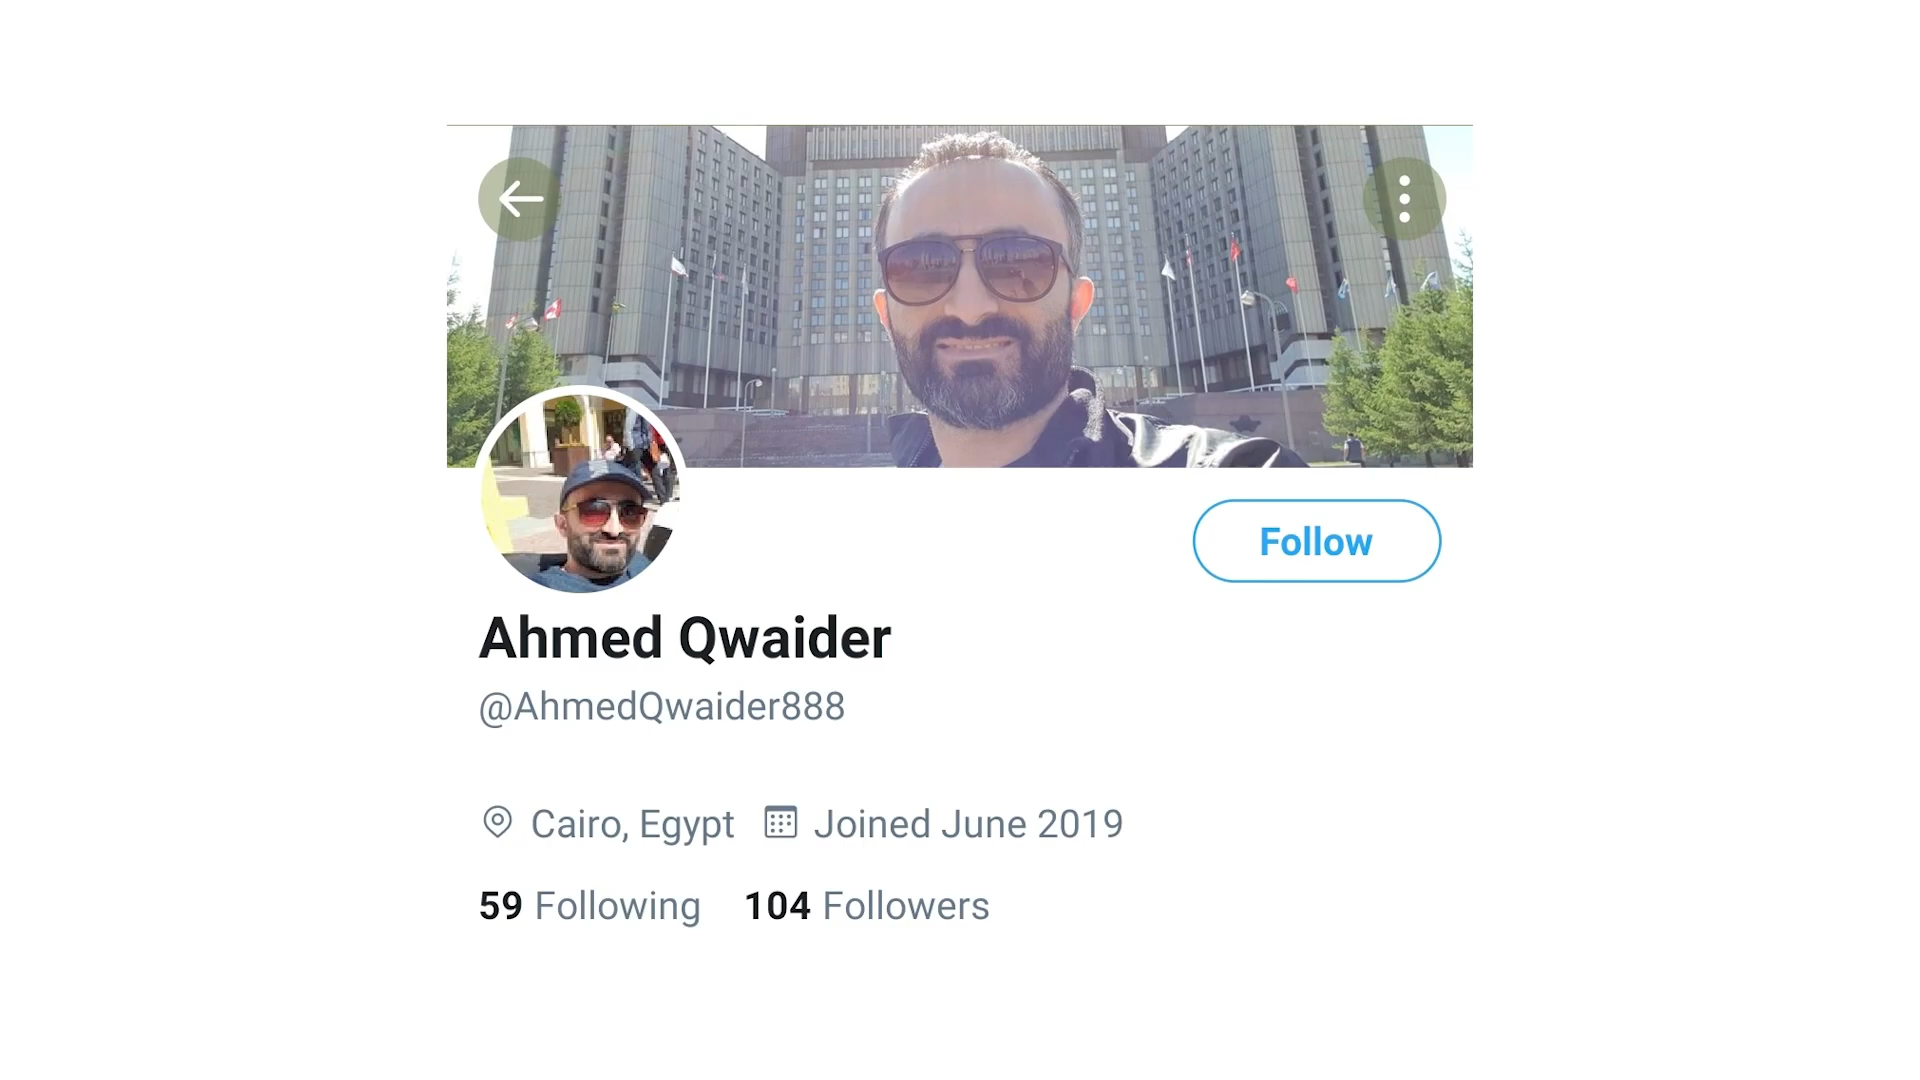 Follow
Ahmed Qwaider
@AhmedQwaider888
Cairo, Egypt Joined June 2019
59 Following 104 Followers